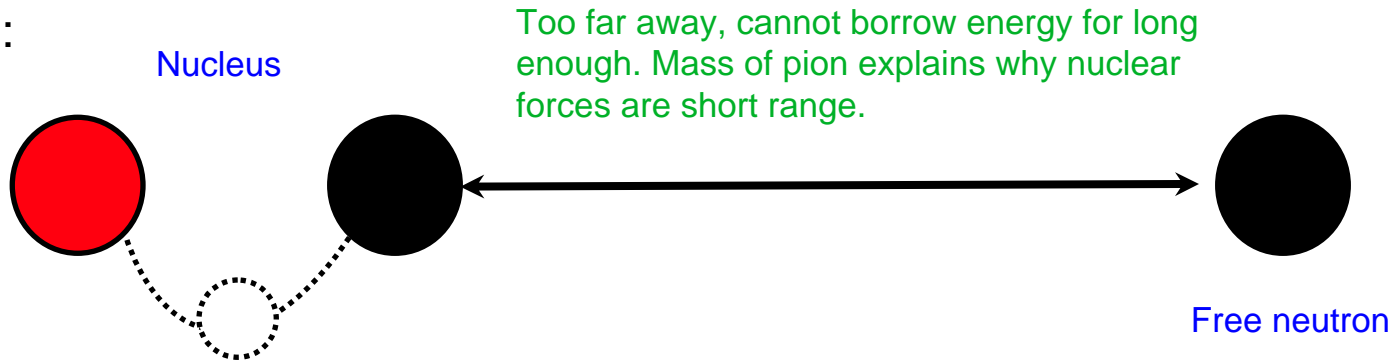 :
Nucleus
Too far away, cannot borrow energy for long
enough. Mass of pion explains why nuclear
forces are short range.
Free neutron